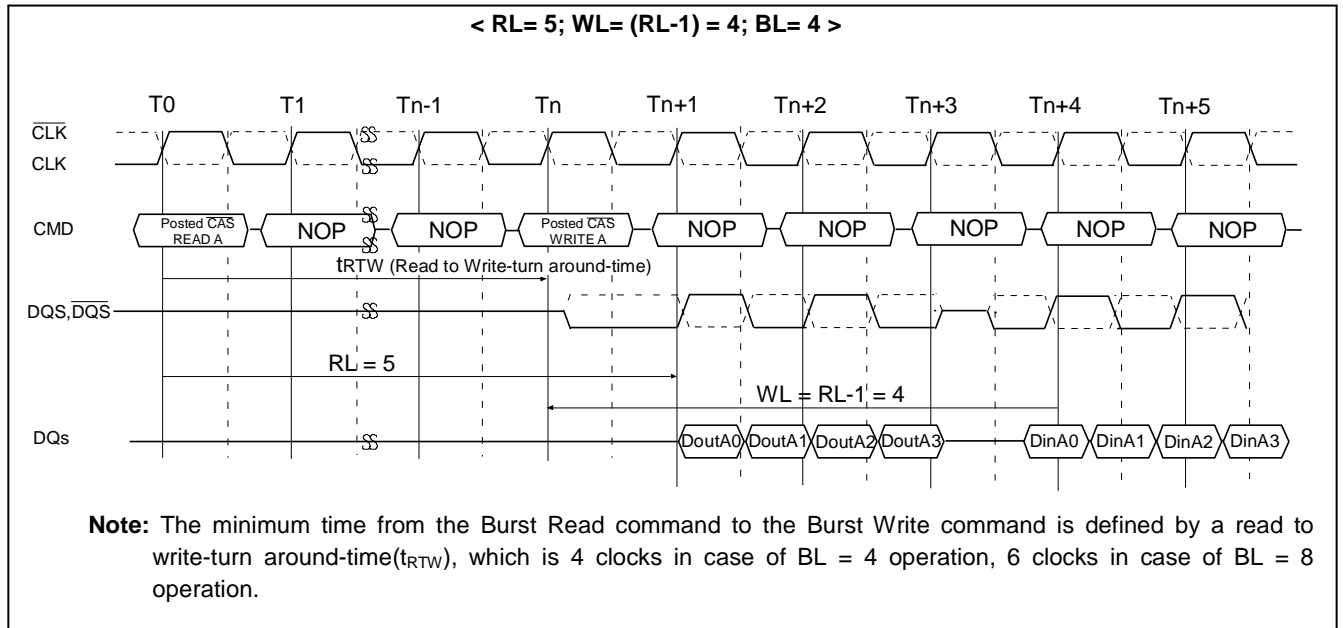 < RL= 5; WL= (RL-1) = 4; BL= 4 >
T0 T1 Tn-1 Tn Tn+1 Tn+2 Tn+3 Tn+4 Tn+5
CLK
CLK
CMD
Posted CAS
READ A
NOP
NOP
Posted CAS
WRITE A
NOP
NOP
NOP
NOP
NOP
tRTW (Read to Write-turn around-time)
DQS,DQS
RL = 5
WL = RL-1 = 4
DQs
DoutA0 DoutA1 DoutA2 DoutA3 DinA0 DinA1 DinA2 DinA3
Note: The minimum time from the Burst Read command to the Burst Write command is defined by a read to
write-turn around-time(tRTW), which is 4 clocks in case of BL = 4 operation, 6 clocks in case of BL = 8
operation.